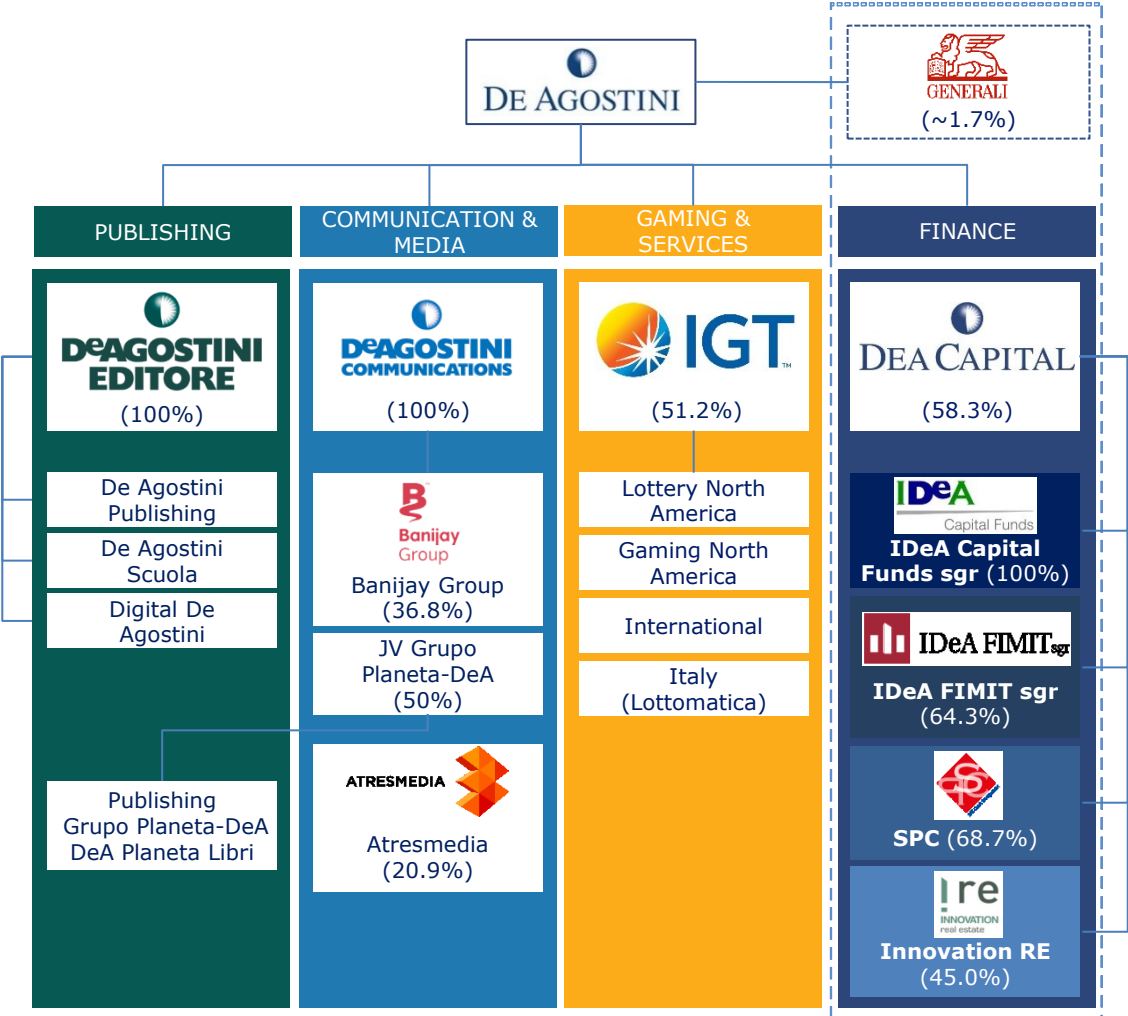 DE AGOSTINI
GENERALI
(~1.7%)
PUBLISHING
COMMUNICATION &
MEDIA
GAMING &
SERVICES
FINANCE
DeAGOSTINI
EDITORE
(100%)
De Agostini
Publishing
De Agostini
Scuola
Digital De
Agostini
Publishing
Grupo Planeta-DeA
DeA Planeta Libri
DeAGOSTINI
COMMUNICATIONS
(100%)
Banijay
Group
Banijay Group
(36.8%)
JV Grupo
Planeta-DeA
(50%)
ATRESMEDIA
Atresmedia
(20.9%)
IGT™
(51.2%)
Lottery North
America
Gaming North
America
International
Italy
(Lottomatica)
DEA CAPITAL
(58.3%)
IDeA
Capital Funds
IDeA Capital
Funds sgr (100%)
IDeA FIMIT sgr
IDeA FIMIT sgr
(64.3%)
SPC
SPC (68.7%)
Ire
INNOVATION
real estate
Innovation RE
(45.0%)